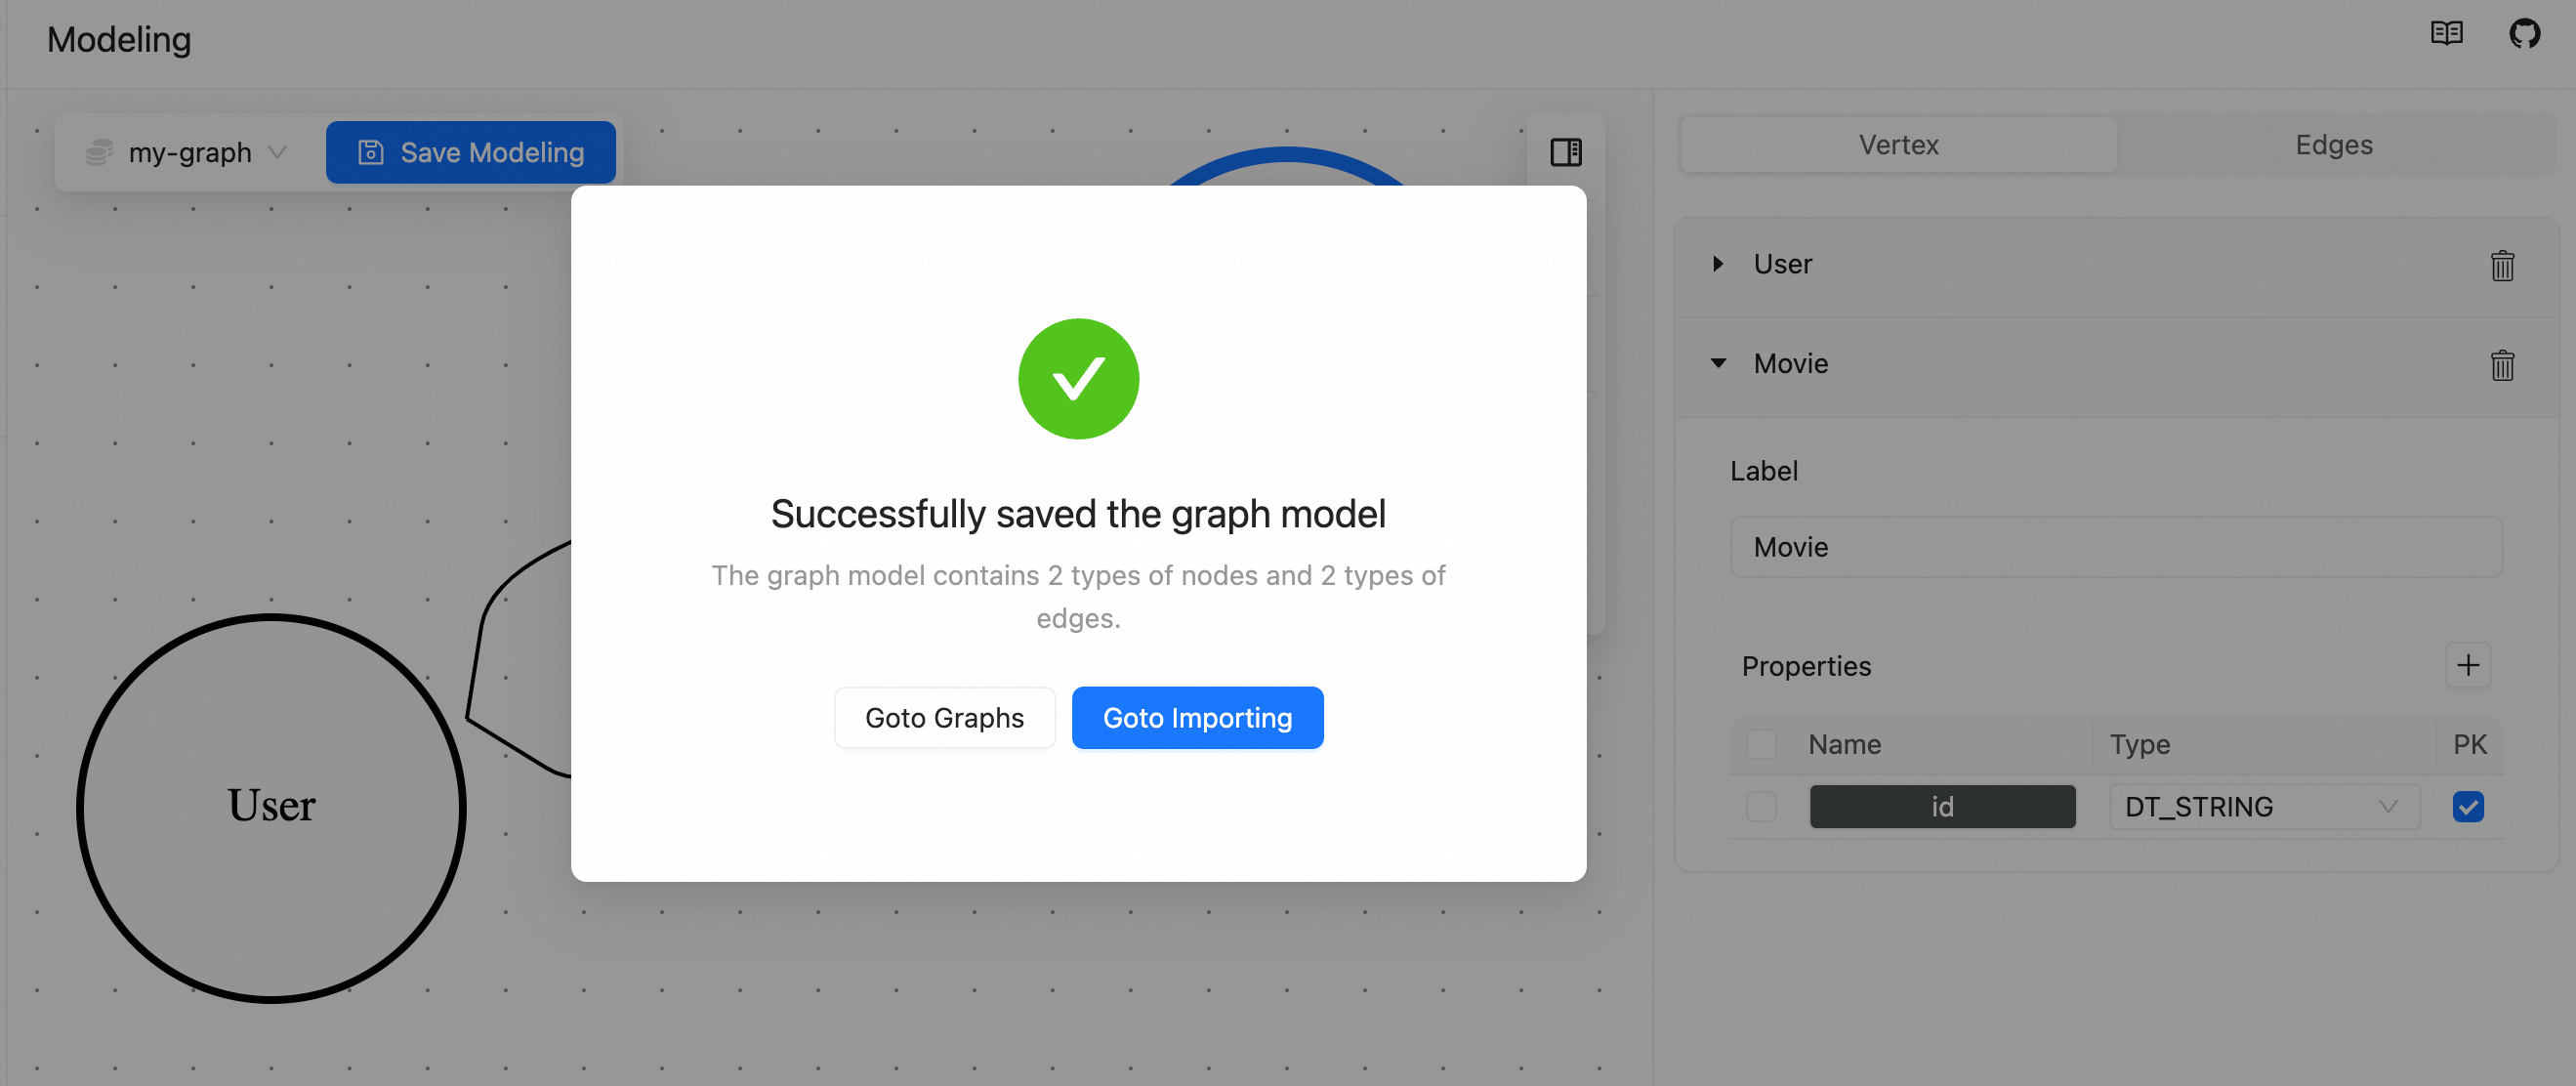 Modeling
my-graph
Save Modeling
Vertex
Edges
User
Movie
Label
Movie
Properties
Name
Type
PK
id
DT_STRING
User
Successfully saved the graph model
The graph model contains 2 types of nodes and 2 types of
edges.
Goto Graphs
Goto Importing